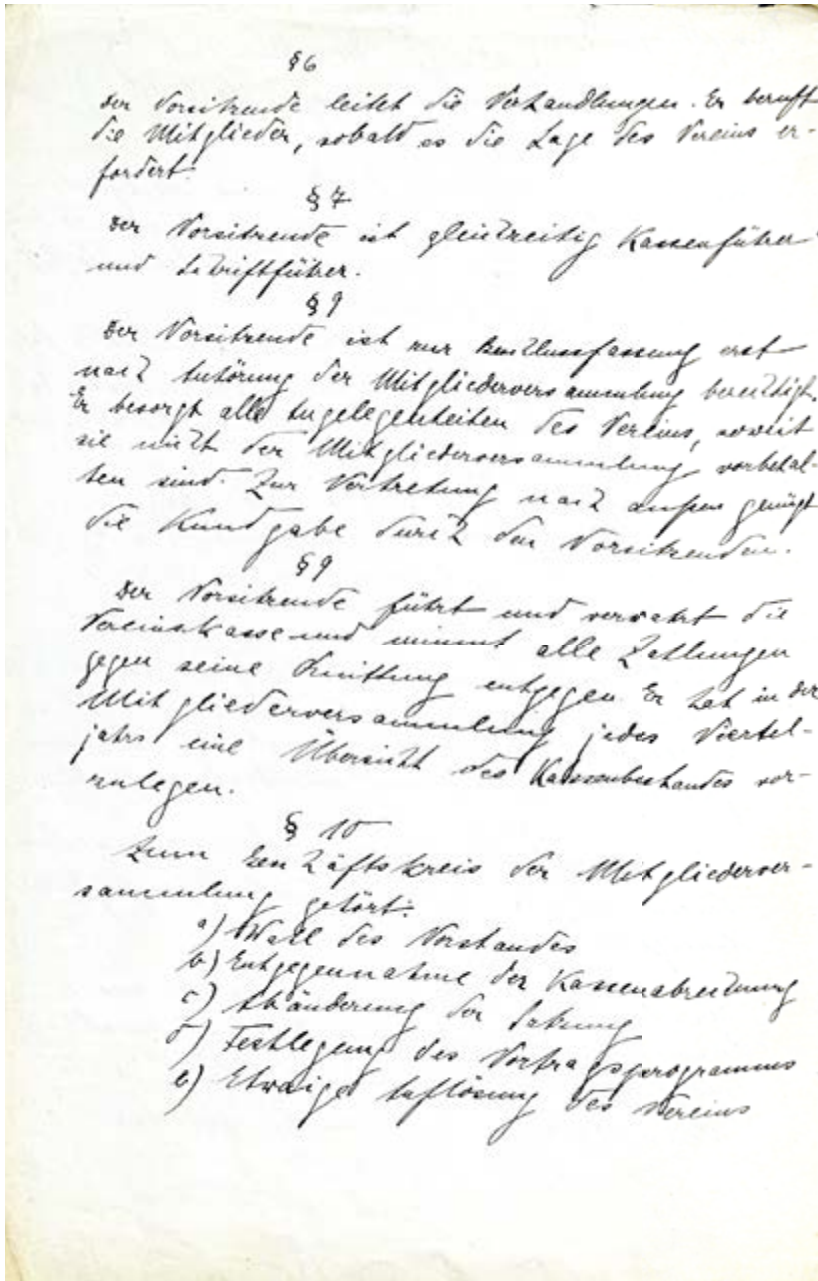 § 6
Der Vorsitzende leitet die Verhandlungen. Er beruft
die Mitglieder, sobald es die Lage des Vereins er-
fordert.
§ 7
Der Vorsitzende ist gleichzeitig Kassenführer
und Schriftführer.
§ 9
Der Vorsitzende ist zur Beschlussfassung erst
nach Anhörung der Mitgliederversammlung berechtigt.
Er besorgt alle Angelegenheiten des Vereins, soweit
sie nicht der Mitgliederversammlung vorbehal-
ten sind. Zur Vertretung nach außen genügt
die Kundgabe durch den Vorsitzenden.
§ 9
Der Vorsitzende führt und verwahrt die
Vereinskasse und nimmt alle Zahlungen
gegen seine Quittung entgegen. Er hat in der
Mitgliederversammlung jedes Viertel-
jahrs eine Übersicht des Kassenbestandes vor-
zulegen.
§ 10
Zum Geschäftskreis der Mitgliederver-
sammlung gehört:
a) Wahl des Vorstandes
b) Entgegennahme der Kassenabrechnung
c) Abänderung der Satzung
d) Festlegung des Vortragsprogramms
e) Etwaige Auflösung des Vereins